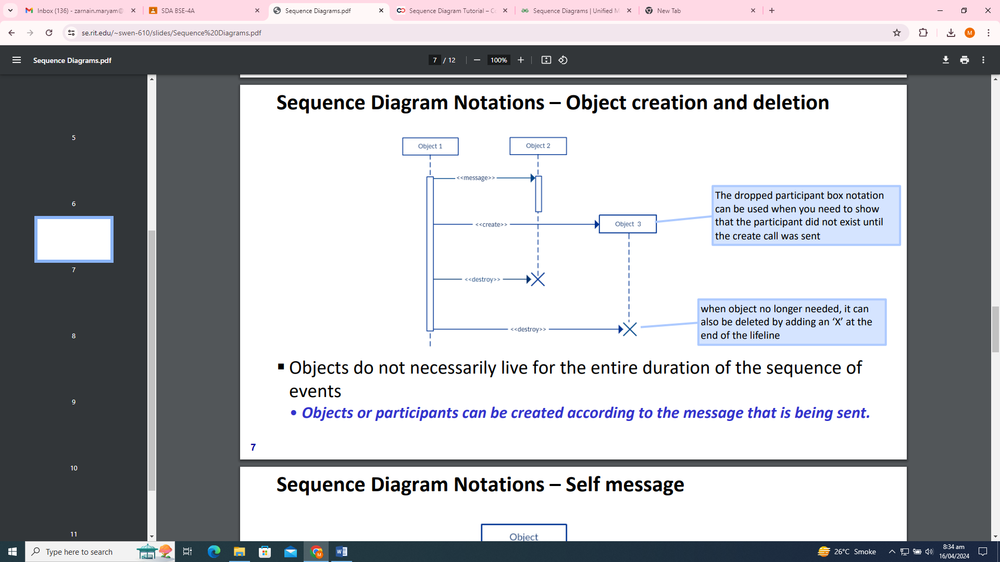 Inbox (136) - zarnain.maryam@
SDA BSE-4A
Sequence Diagrams.pdf
Sequence Diagram Tutorial – C
Sequence Diagrams | Unified M
New Tab
se.rit.edu/~swen-610/slides/Sequence%20Diagrams.pdf
M
Sequence Diagrams.pdf
7 / 12
100%
5
6
7
8
9
10
11
Sequence Diagram Notations – Object creation and deletion
Object 1
Object 2
<<message>>
The dropped participant box notation
can be used when you need to show
that the participant did not exist until
the create call was sent
<<create>>
Object 3
<<destroy>>
when object no longer needed, it can
also be deleted by adding an ‘X’ at the
end of the lifeline
<<destroy>>
▪ Objects do not necessarily live for the entire duration of the sequence of
events
• Objects or participants can be created according to the message that is being sent.
7
Sequence Diagram Notations – Self message
Object
Type here to search
26°C Smoke
8:34 am
16/04/2024